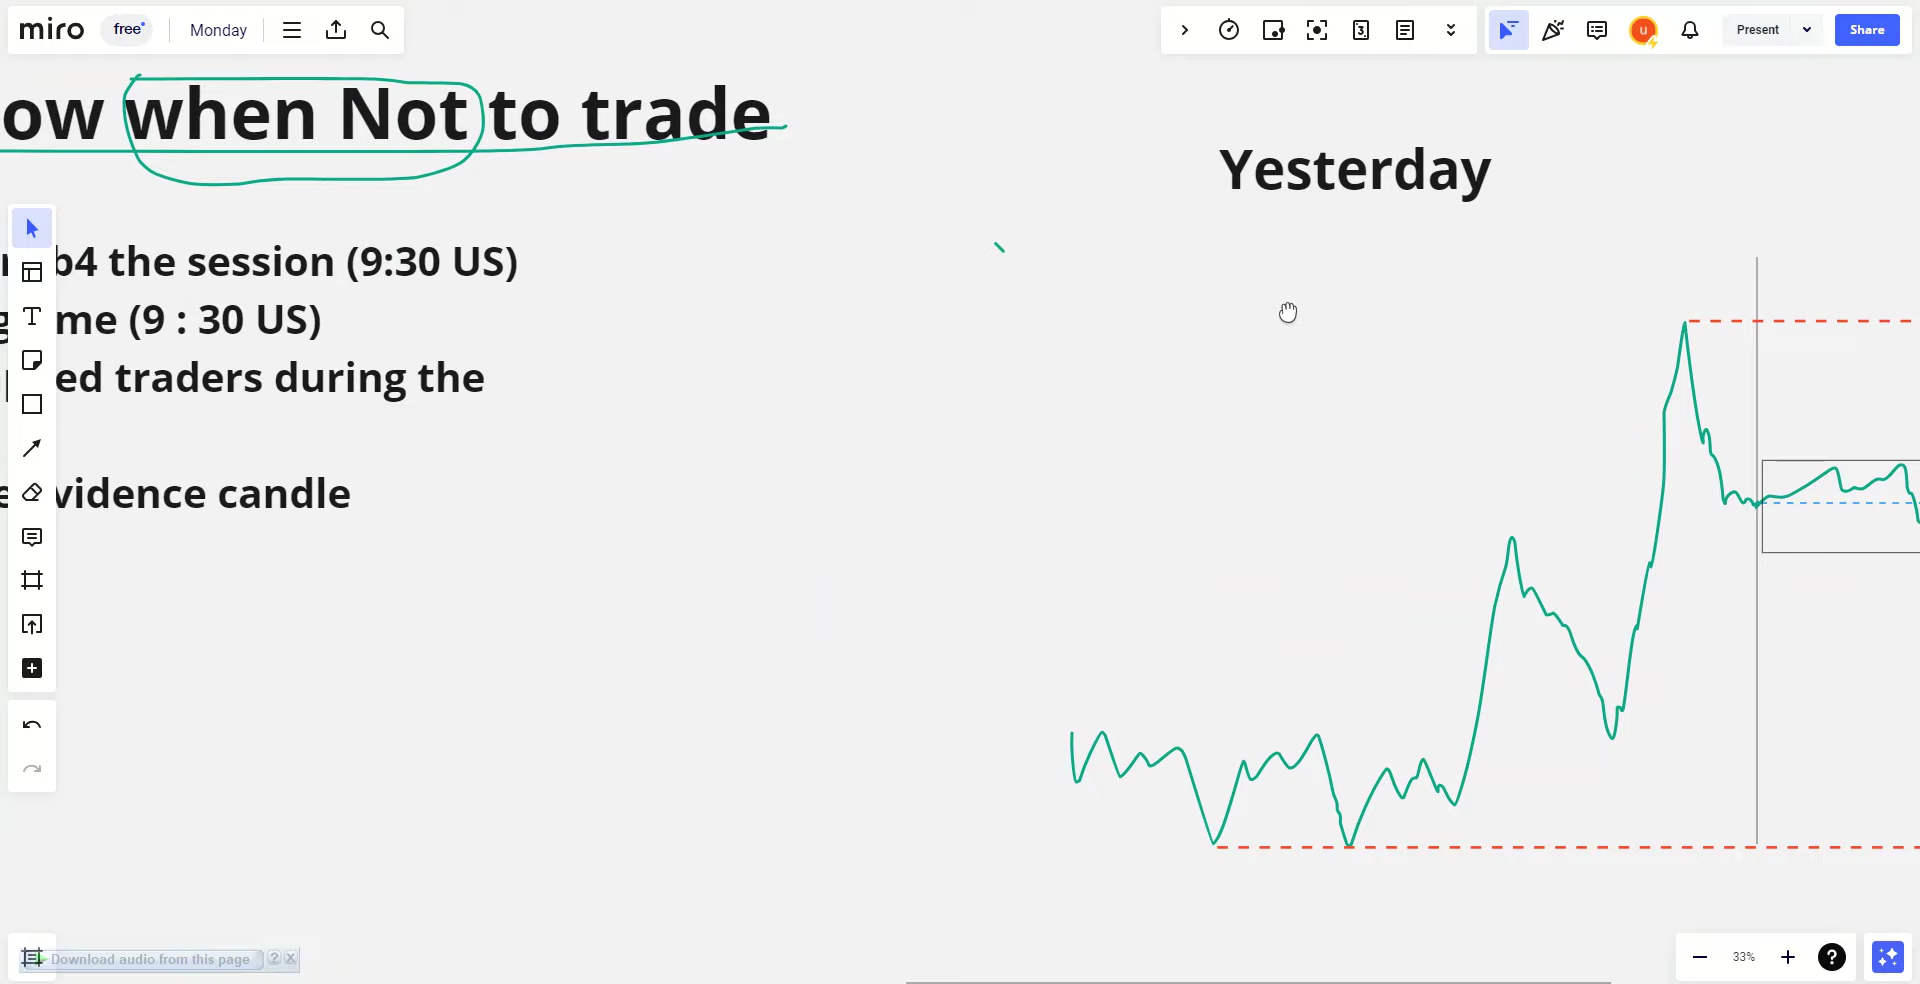 miro free Monday
Present Share
ow when Not to trade
Yesterday
b4 the session (9:30 US)
me (9 : 30 US)
ed traders during the
vidence candle
Download audio from this page ? X
33% ?